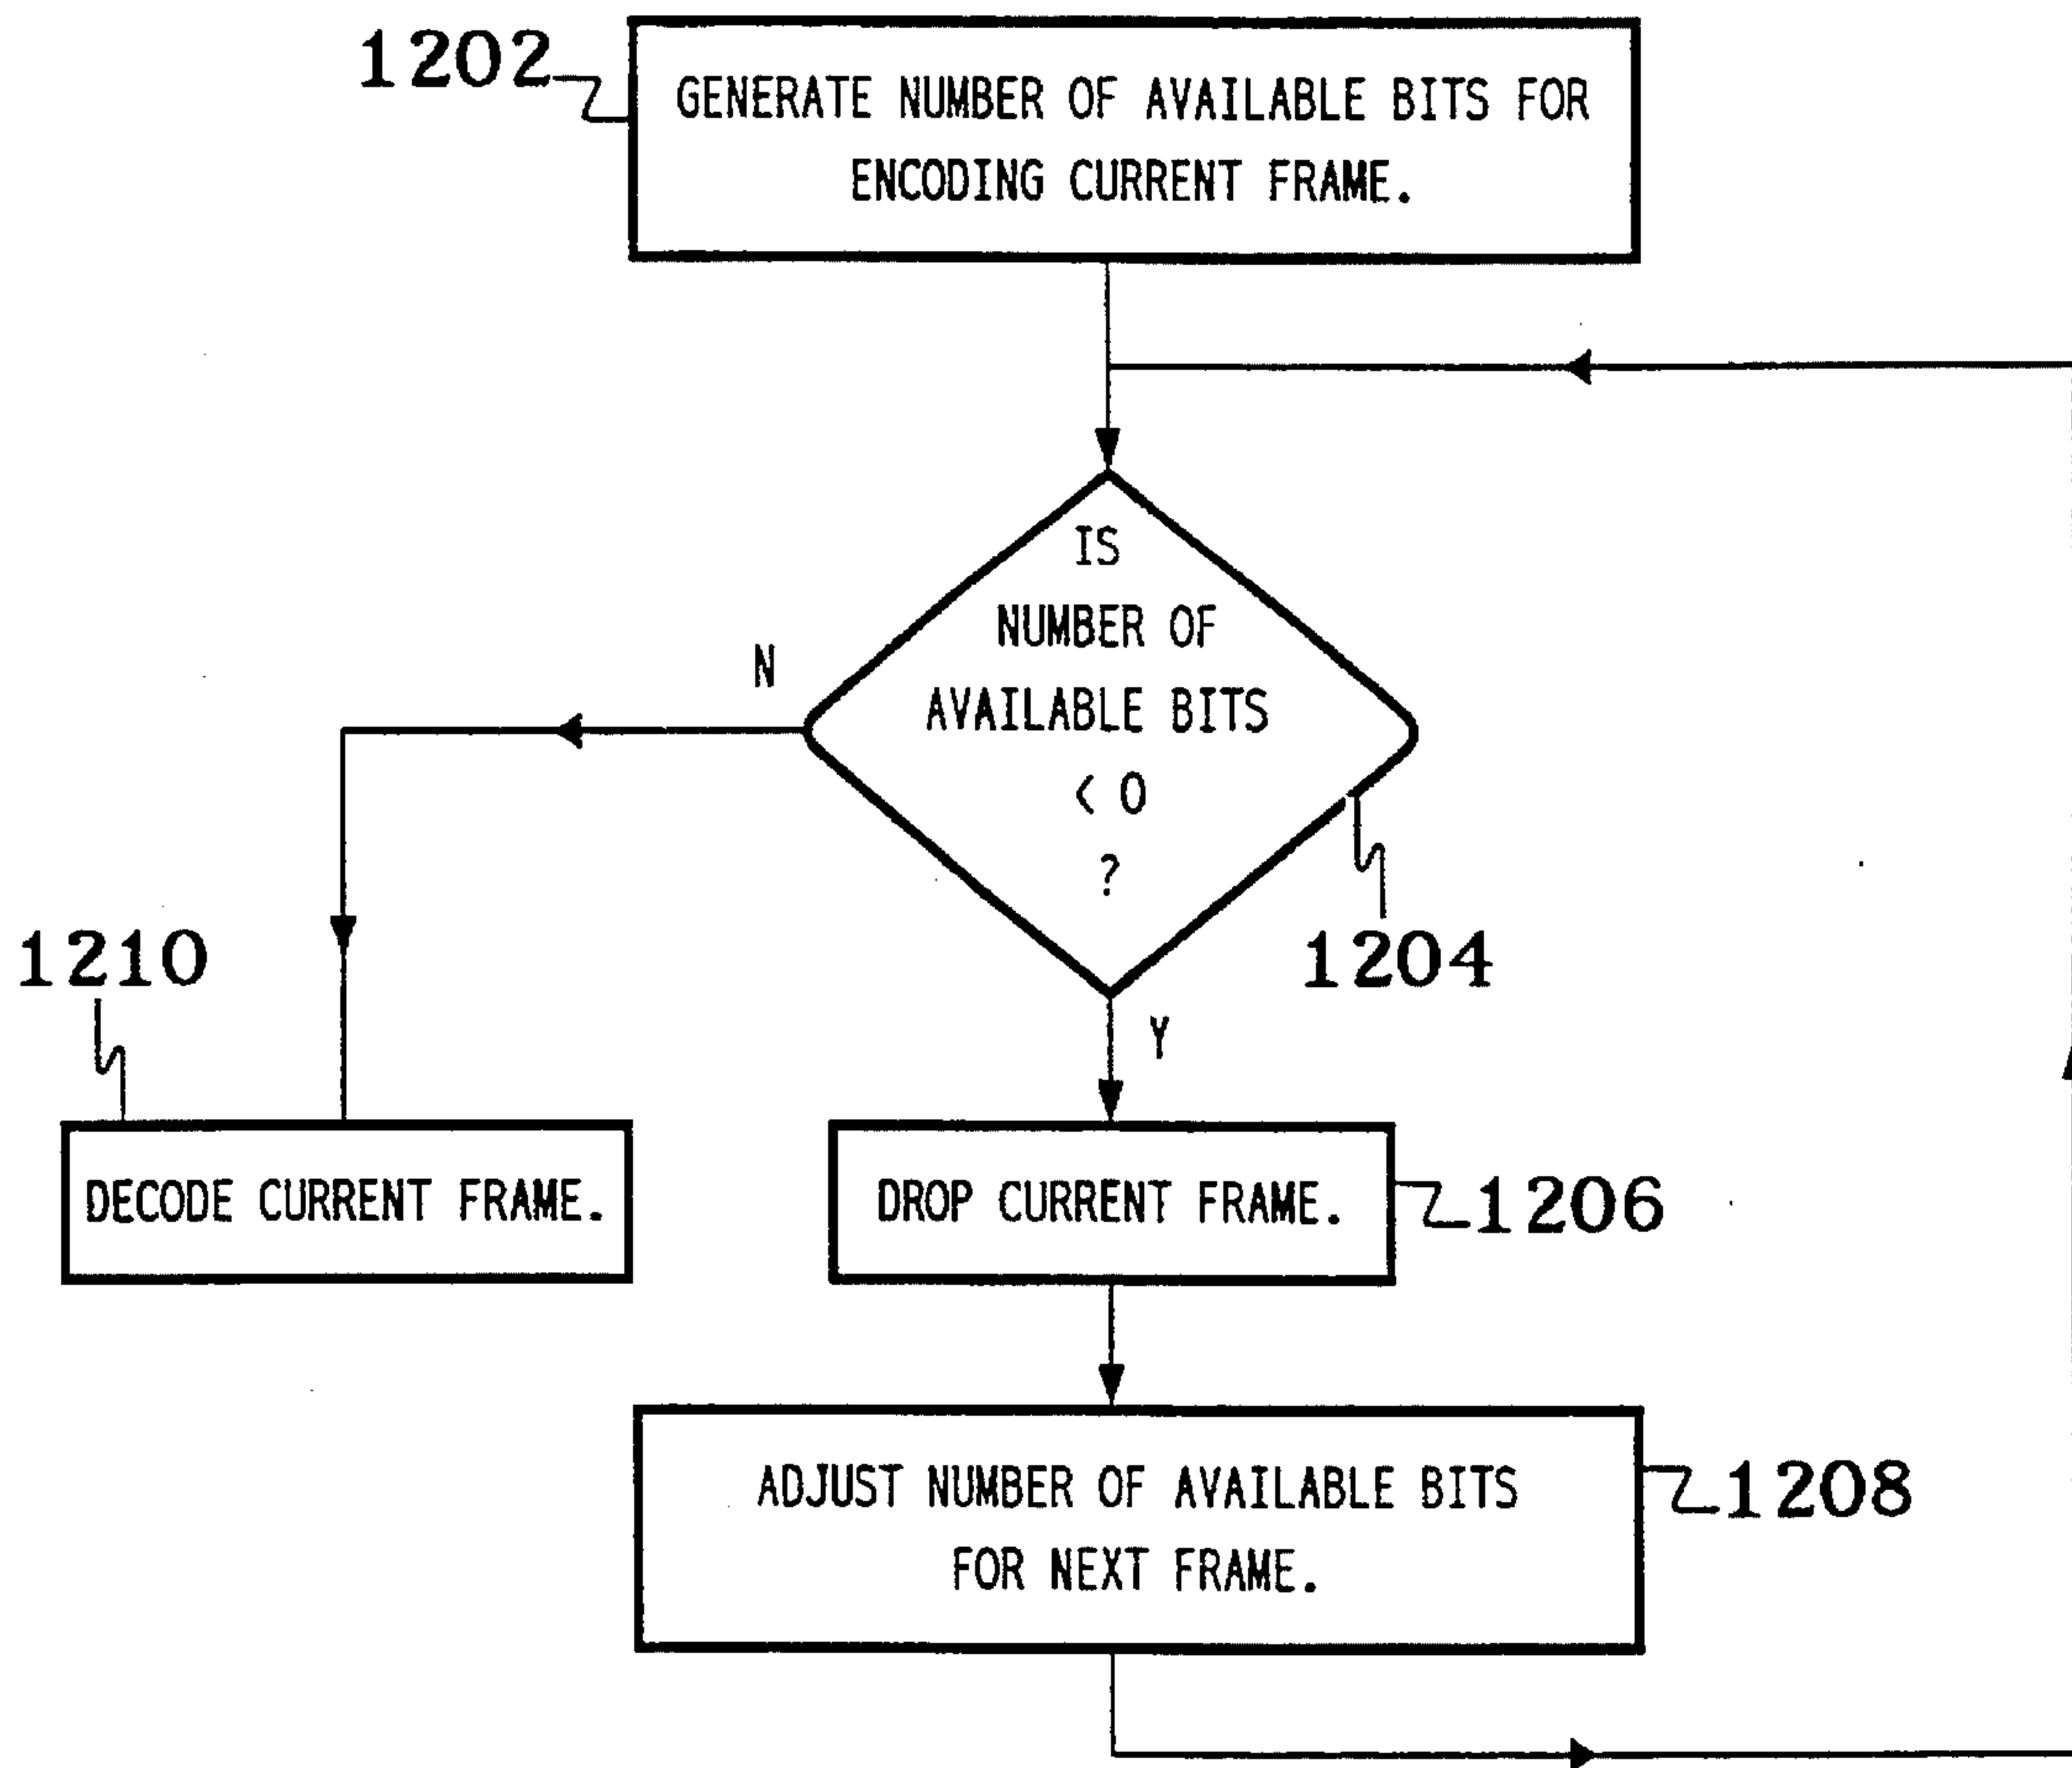 1202
GENERATE NUMBER OF AVAILABLE BITS FOR
ENCODING CURRENT FRAME.
IS
NUMBER OF
AVAILABLE BITS
< 0
?
N
1204
1210
Y
DECODE CURRENT FRAME.
DROP CURRENT FRAME.
1206
ADJUST NUMBER OF AVAILABLE BITS
FOR NEXT FRAME.
1208